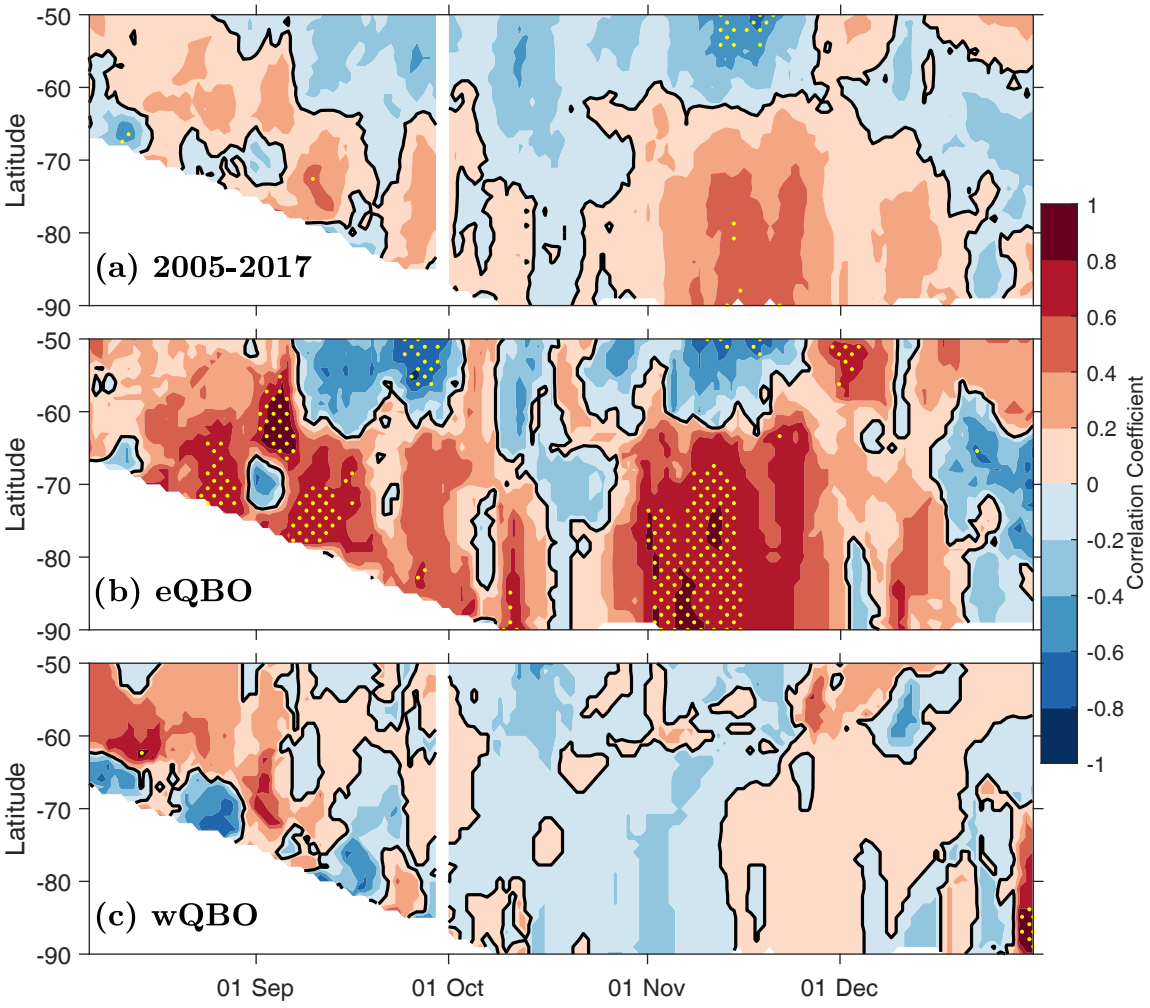 -50
-60
-70
-80
-90
Latitude
(a) 2005-2017
-50
-60
-70
-80
-90
Latitude
(b) eQBO
-50
-60
-70
-80
-90
Latitude
(c) wQBO
01 Sep
01 Oct
01 Nov
01 Dec
1
0.8
0.6
0.4
0.2
0
-0.2
-0.4
-0.6
-0.8
-1
Correlation Coefficient